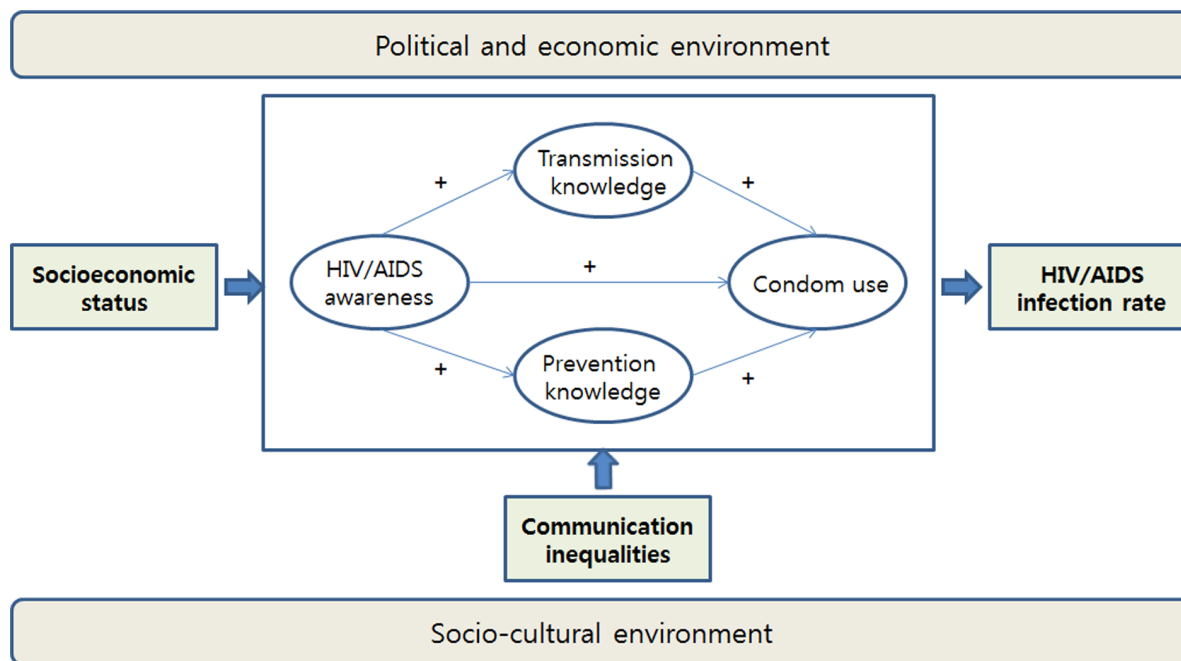 Political and economic environment
Transmission
knowledge
+
+
Socioeconomic
status
HIV/AIDS
awareness
+
Condom use
HIV/AIDS
infection rate
Prevention
knowledge
+
+
Communication
inequalities
Socio-cultural environment